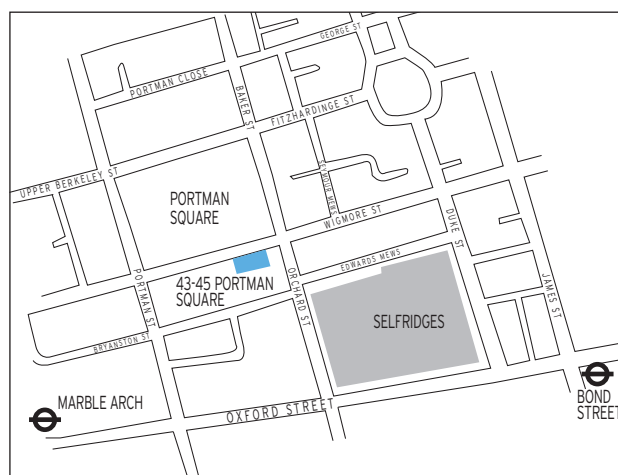 GEORGE ST
PORTMAN CLOSE
BAKER ST
FITZHARDINGE ST
UPPER BERKELEY ST
SEYMOUR MEWS
PORTMAN
SQUARE
WIGMORE ST
DUKE ST
EDWARDS MEWS
PORTMAN ST
43-45 PORTMAN
SQUARE
ORCHARD ST
JAMES ST
SELFRIDGES
BRYANSTON ST
MARBLE ARCH
OXFORD STREET
BOND
STREET